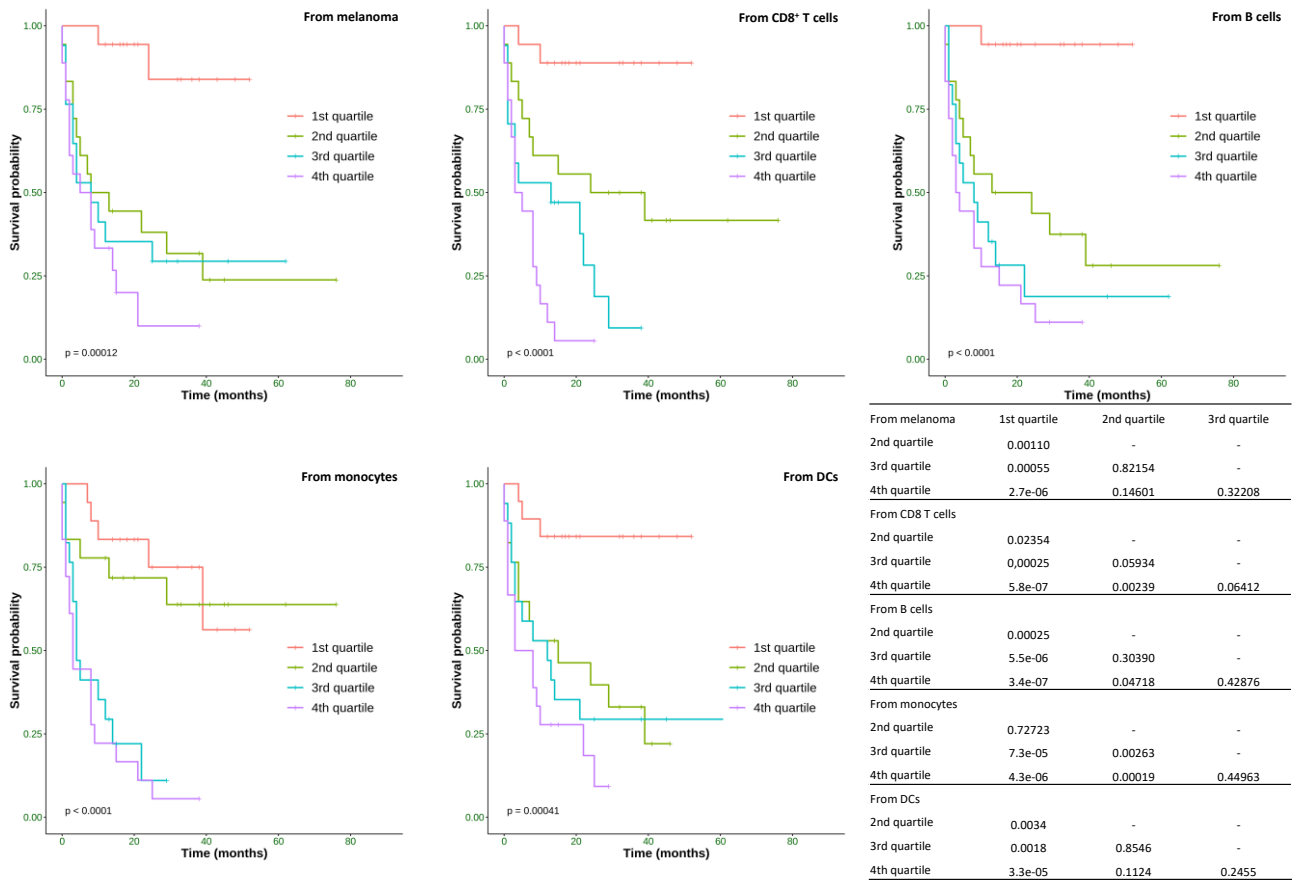 From melanoma
1.00
0.75
0.50
0.25
0.00
Survival probability
1st quartile
2nd quartile
3rd quartile
4th quartile
p = 0.00012
0 20 40 60 80
Time (months)
From CD8+ T cells
1.00
0.75
0.50
0.25
0.00
Survival probability
1st quartile
2nd quartile
3rd quartile
4th quartile
p < 0.0001
0 20 40 60 80
Time (months)
From B cells
1.00
0.75
0.50
0.25
0.00
Survival probability
1st quartile
2nd quartile
3rd quartile
4th quartile
p < 0.0001
0 20 40 60 80
Time (months)
From monocytes
1.00
0.75
0.50
0.25
0.00
Survival probability
1st quartile
2nd quartile
3rd quartile
4th quartile
p < 0.0001
0 20 40 60 80
Time (months)
From DCs
1.00
0.75
0.50
0.25
0.00
Survival probability
1st quartile
2nd quartile
3rd quartile
4th quartile
p = 0.00041
0 20 40 60 80
Time (months)
From melanoma 1st quartile 2nd quartile 3rd quartile
2nd quartile 0.00110 - -
3rd quartile 0.00055 0.82154 -
4th quartile 2.7e-06 0.14601 0.32208
From CD8 T cells
2nd quartile 0.02354 - -
3rd quartile 0,00025 0.05934 -
4th quartile 5.8e-07 0.00239 0.06412
From B cells
2nd quartile 0.00025 - -
3rd quartile 5.5e-06 0.30390 -
4th quartile 3.4e-07 0.04718 0.42876
From monocytes
2nd quartile 0.72723 - -
3rd quartile 7.3e-05 0.00263 -
4th quartile 4.3e-06 0.00019 0.44963
From DCs
2nd quartile 0.0034 - -
3rd quartile 0.0018 0.8546 -
4th quartile 3.3e-05 0.1124 0.2455